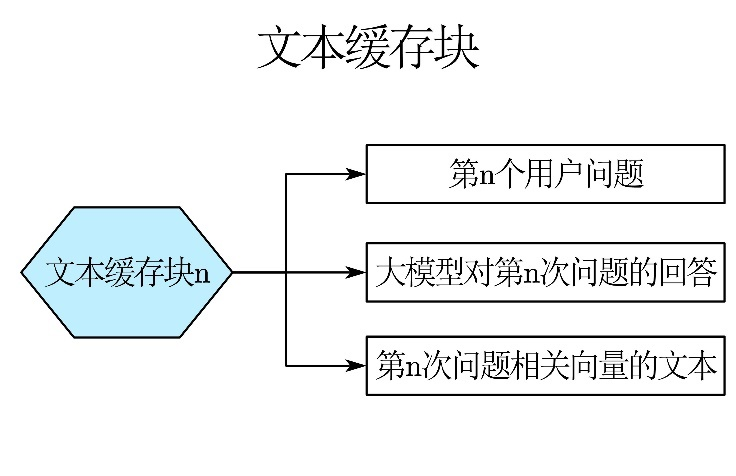 文本缓存块
第n个用户问题
文本缓存块n
大模型对第n次问题的回答
第n次问题相关向量的文本